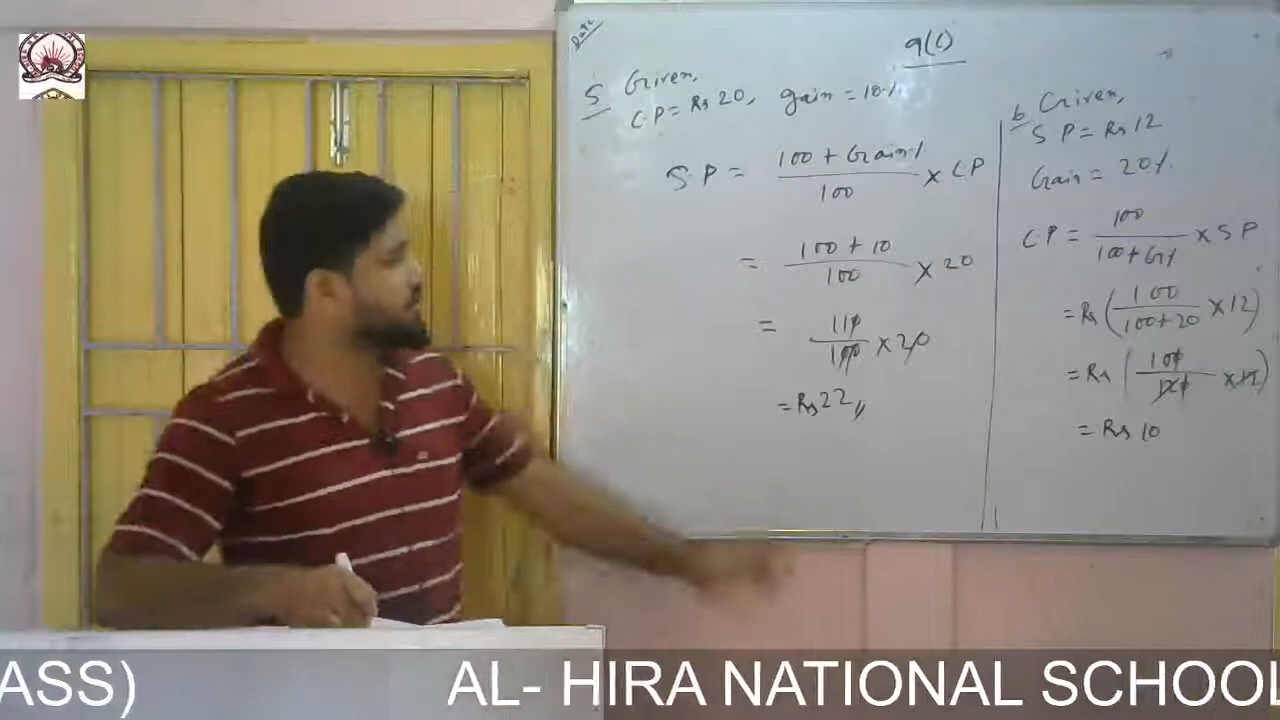 Date
9(C)
5 Given,
CP = Rs 20, gain = 10%
SP = 100 + Gain% / 100 × CP
= 100 + 10 / 100 × 20
= 110 / 100 × 20
= Rs 22
6 Given,
SP = Rs 12
Gain = 20%
CP = 100 / 100+G% × SP
= Rs (100 / 100+20 × 12)
= Rs (100 / 120 × 12)
= Rs 10
ASS) AL- HIRA NATIONAL SCHOOL